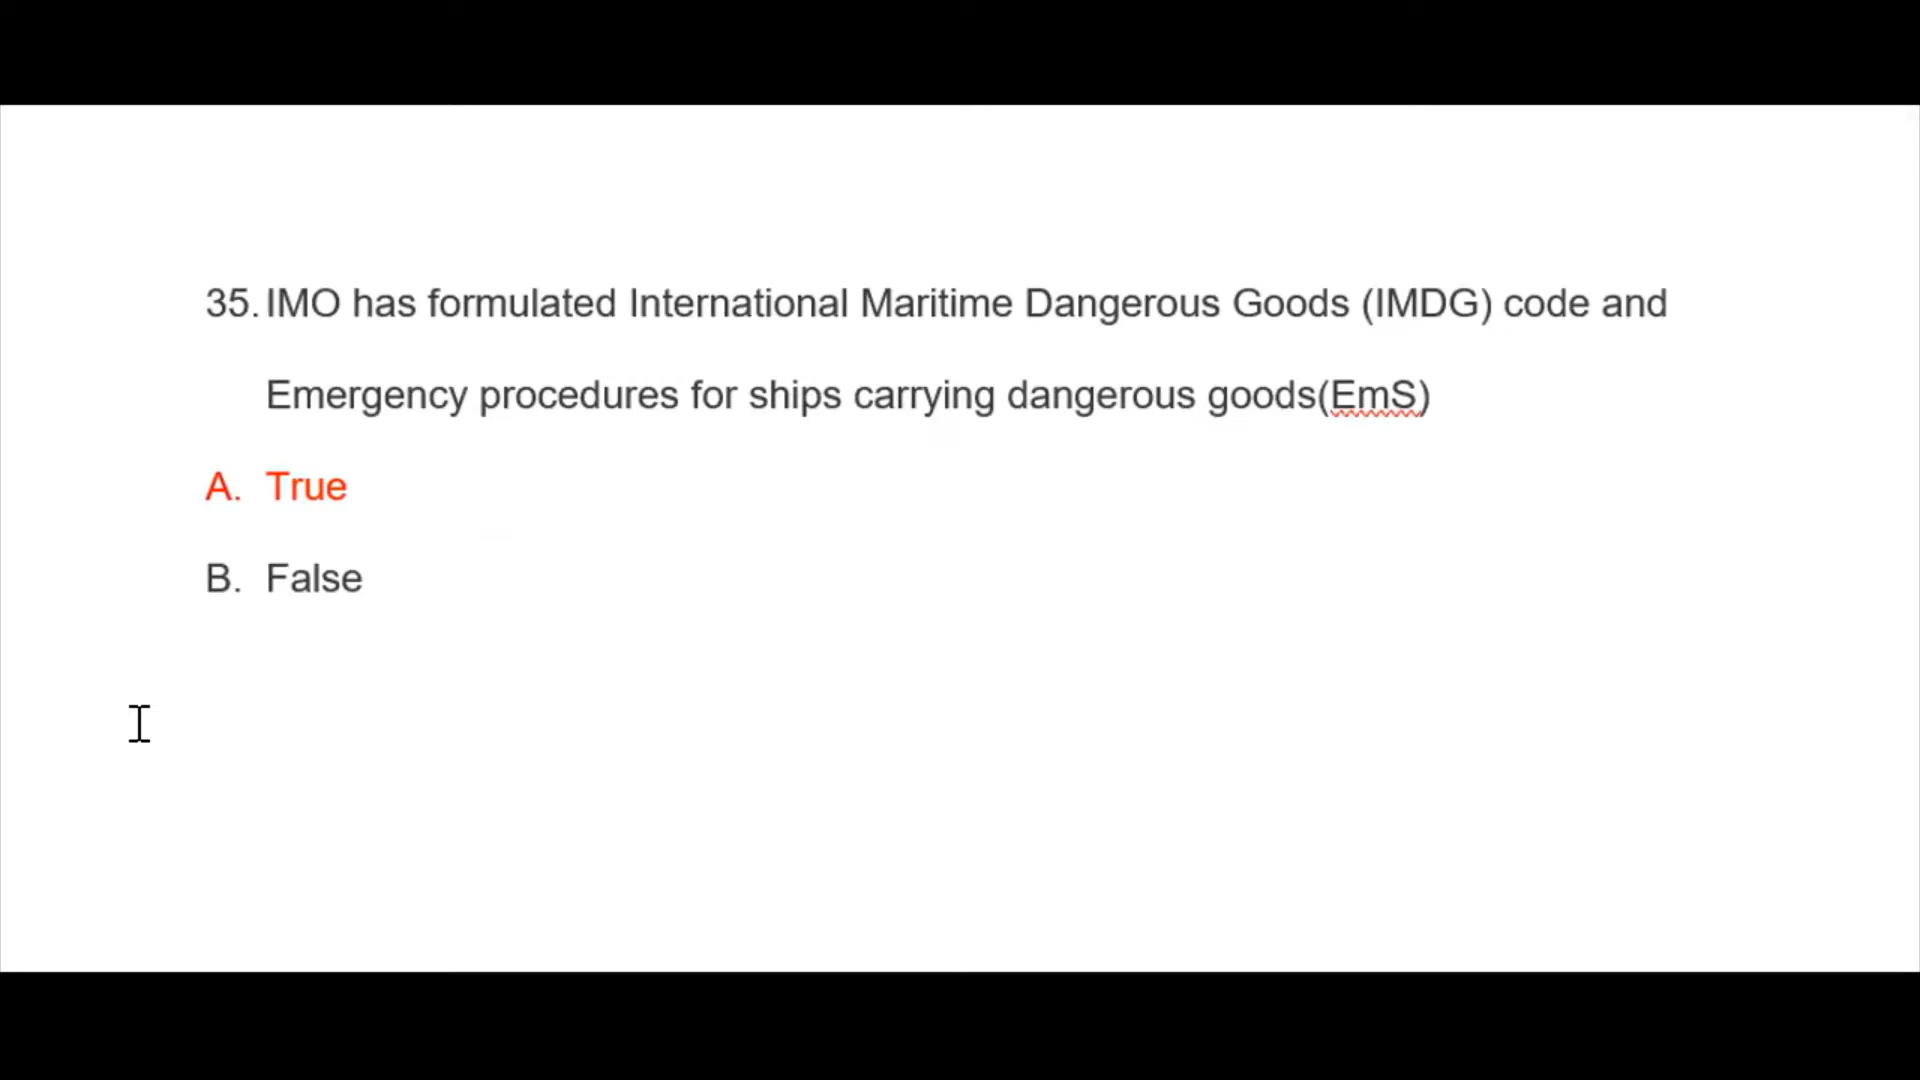 35. IMO has formulated International Maritime Dangerous Goods (IMDG) code and
Emergency procedures for ships carrying dangerous goods(EmS)
A. True
B. False